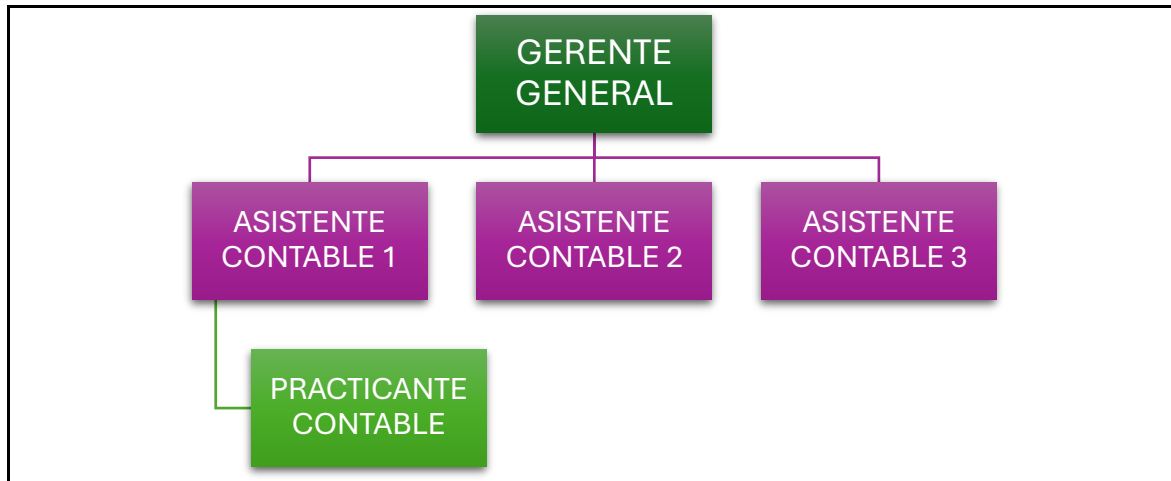 GERENTE
GENERAL
ASISTENTE
CONTABLE 1
ASISTENTE
CONTABLE 2
ASISTENTE
CONTABLE 3
PRACTICANTE
CONTABLE